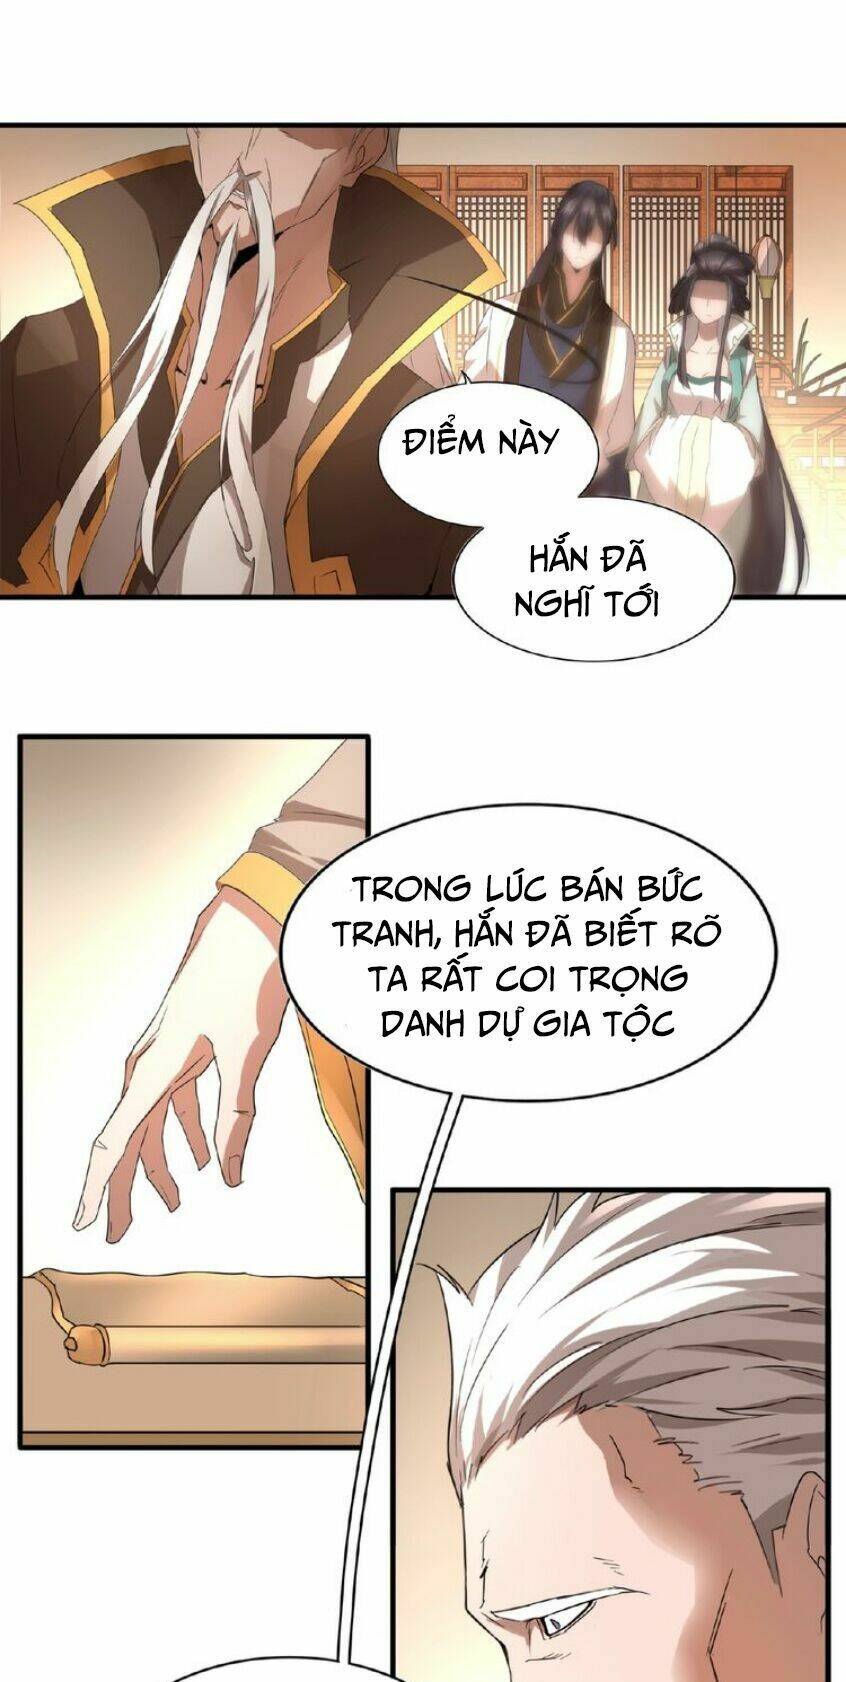 ĐIỂM NÀY
HẮN ĐÃ
NGHĨ TỚI
TRONG LÚC BÁN BỨC
TRANH, HẮN ĐÃ BIẾT RÕ
TA RẤT COI TRỌNG
DANH DỰ GIA TỘC